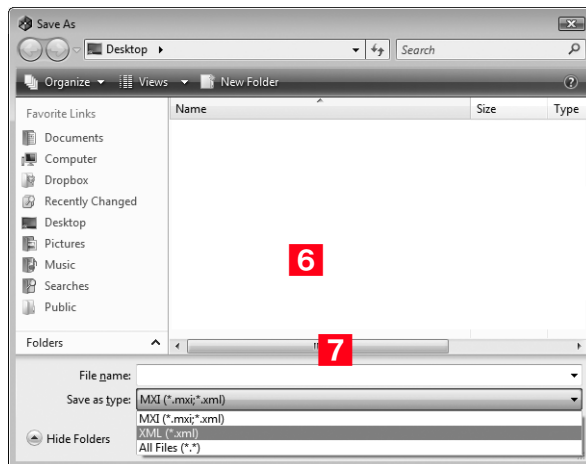 Save As
Desktop
Search
Organize Views New Folder
Favorite Links
Name Size Type
Documents
Computer
Dropbox
Recently Changed
Desktop
Pictures
Music
Searches
Public
6
Folders
7
File name:
Save as type: MXI (*.mxi;*.xml)
MXI (*.mxi;*.xml)
XML (*.xml)
All Files (*.*)
Hide Folders